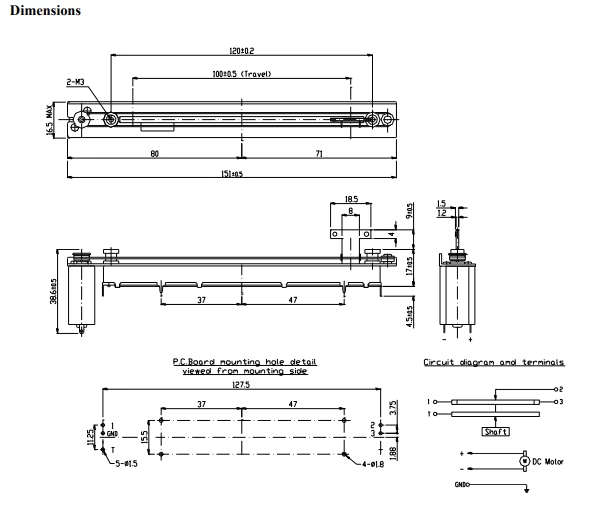 Dimensions
120±0.2
100±0.5 (Travel)
2-M3
16.5 MAX
80
71
151±0.5
18.5
8
4
9±0.5
1.5
1.2
38.6±0.5
17±0.5
4.5±0.5
37
47
- +
P.C.Board mounting hole detail
viewed from mounting side
Circuit diagram and terminals
127.5
37
47
3.75
1
GND
T
11.25
15.5
2
3
1.88
5-Ø1.5
4-Ø1.8
2
1
3
T
Shaft
+
M
DC Motor
-
GND